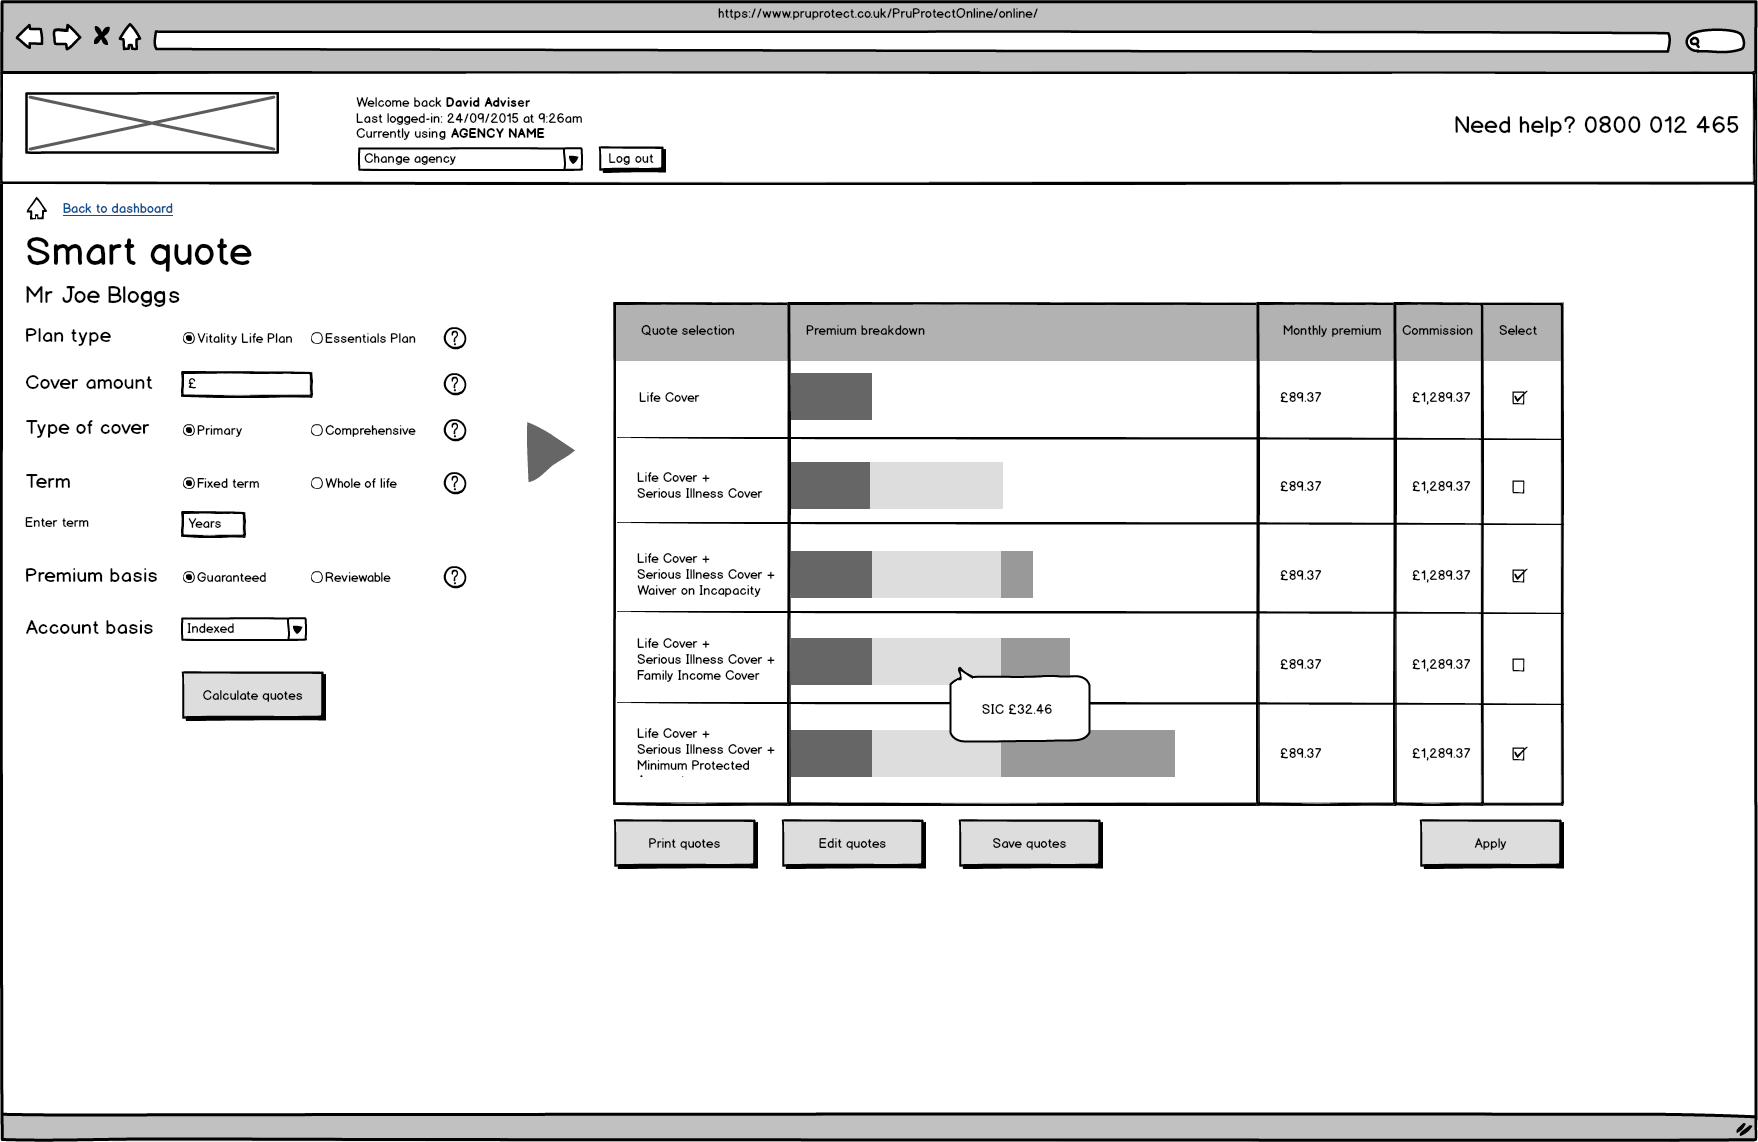 https://www.pruprotect.co.uk/PruProtectOnline/online/
Welcome back David Adviser
Last logged-in: 24/09/2015 at 9:26am
Currently using AGENCY NAME
Change agency
Log out
Need help? 0800 012 465
Back to dashboard
Smart quote
Mr Joe Bloggs
Plan type
Vitality Life Plan
Essentials Plan
?
Cover amount
£
?
Type of cover
Primary
Comprehensive
?
Term
Fixed term
Whole of life
?
Enter term
Years
Premium basis
Guaranteed
Reviewable
?
Account basis
Indexed
Calculate quotes
Quote selection
Premium breakdown
Monthly premium
Commission
Select
Life Cover
£89.37
£1,289.37
Life Cover +
Serious Illness Cover
£89.37
£1,289.37
Life Cover +
Serious Illness Cover +
Waiver on Incapacity
£89.37
£1,289.37
Life Cover +
Serious Illness Cover +
Family Income Cover
£89.37
£1,289.37
SIC £32.46
Life Cover +
Serious Illness Cover +
Minimum Protected
£89.37
£1,289.37
Print quotes
Edit quotes
Save quotes
Apply